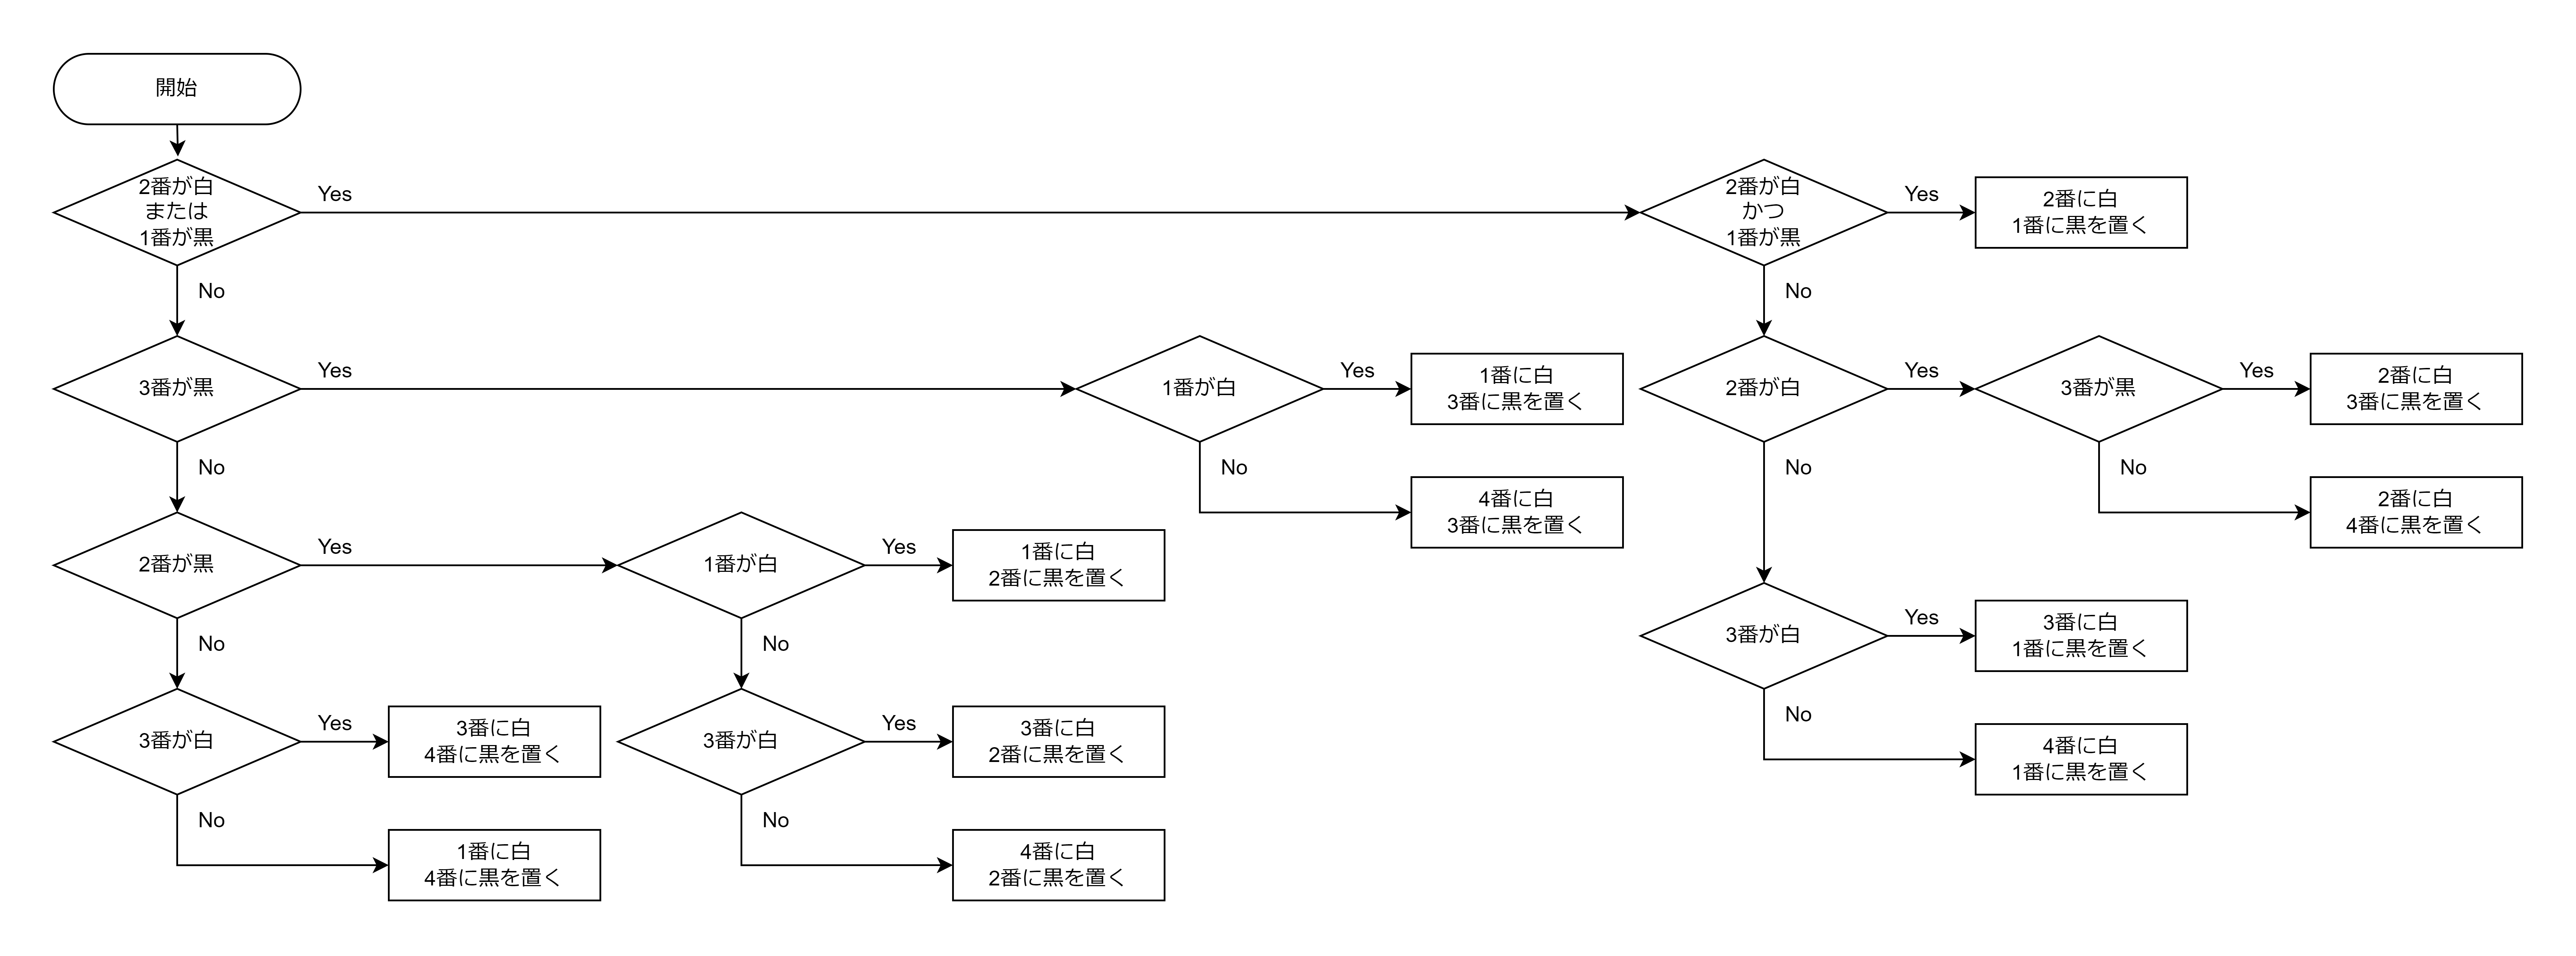 開始
2番が白
または
1番が黒
Yes
2番が白
かつ
1番が黒
Yes
2番に白
1番に黒を置く
No
No
3番が黒
Yes
1番が白
Yes
1番に白
3番に黒を置く
2番が白
Yes
3番が黒
Yes
2番に白
3番に黒を置く
No
No
4番に白
3番に黒を置く
No
No
2番に白
4番に黒を置く
2番が黒
Yes
1番が白
Yes
1番に白
2番に黒を置く
3番が白
Yes
3番に白
1番に黒を置く
No
No
No
4番に白
1番に黒を置く
3番が白
Yes
3番に白
4番に黒を置く
3番が白
Yes
3番に白
2番に黒を置く
No
1番に白
4番に黒を置く
No
4番に白
2番に黒を置く